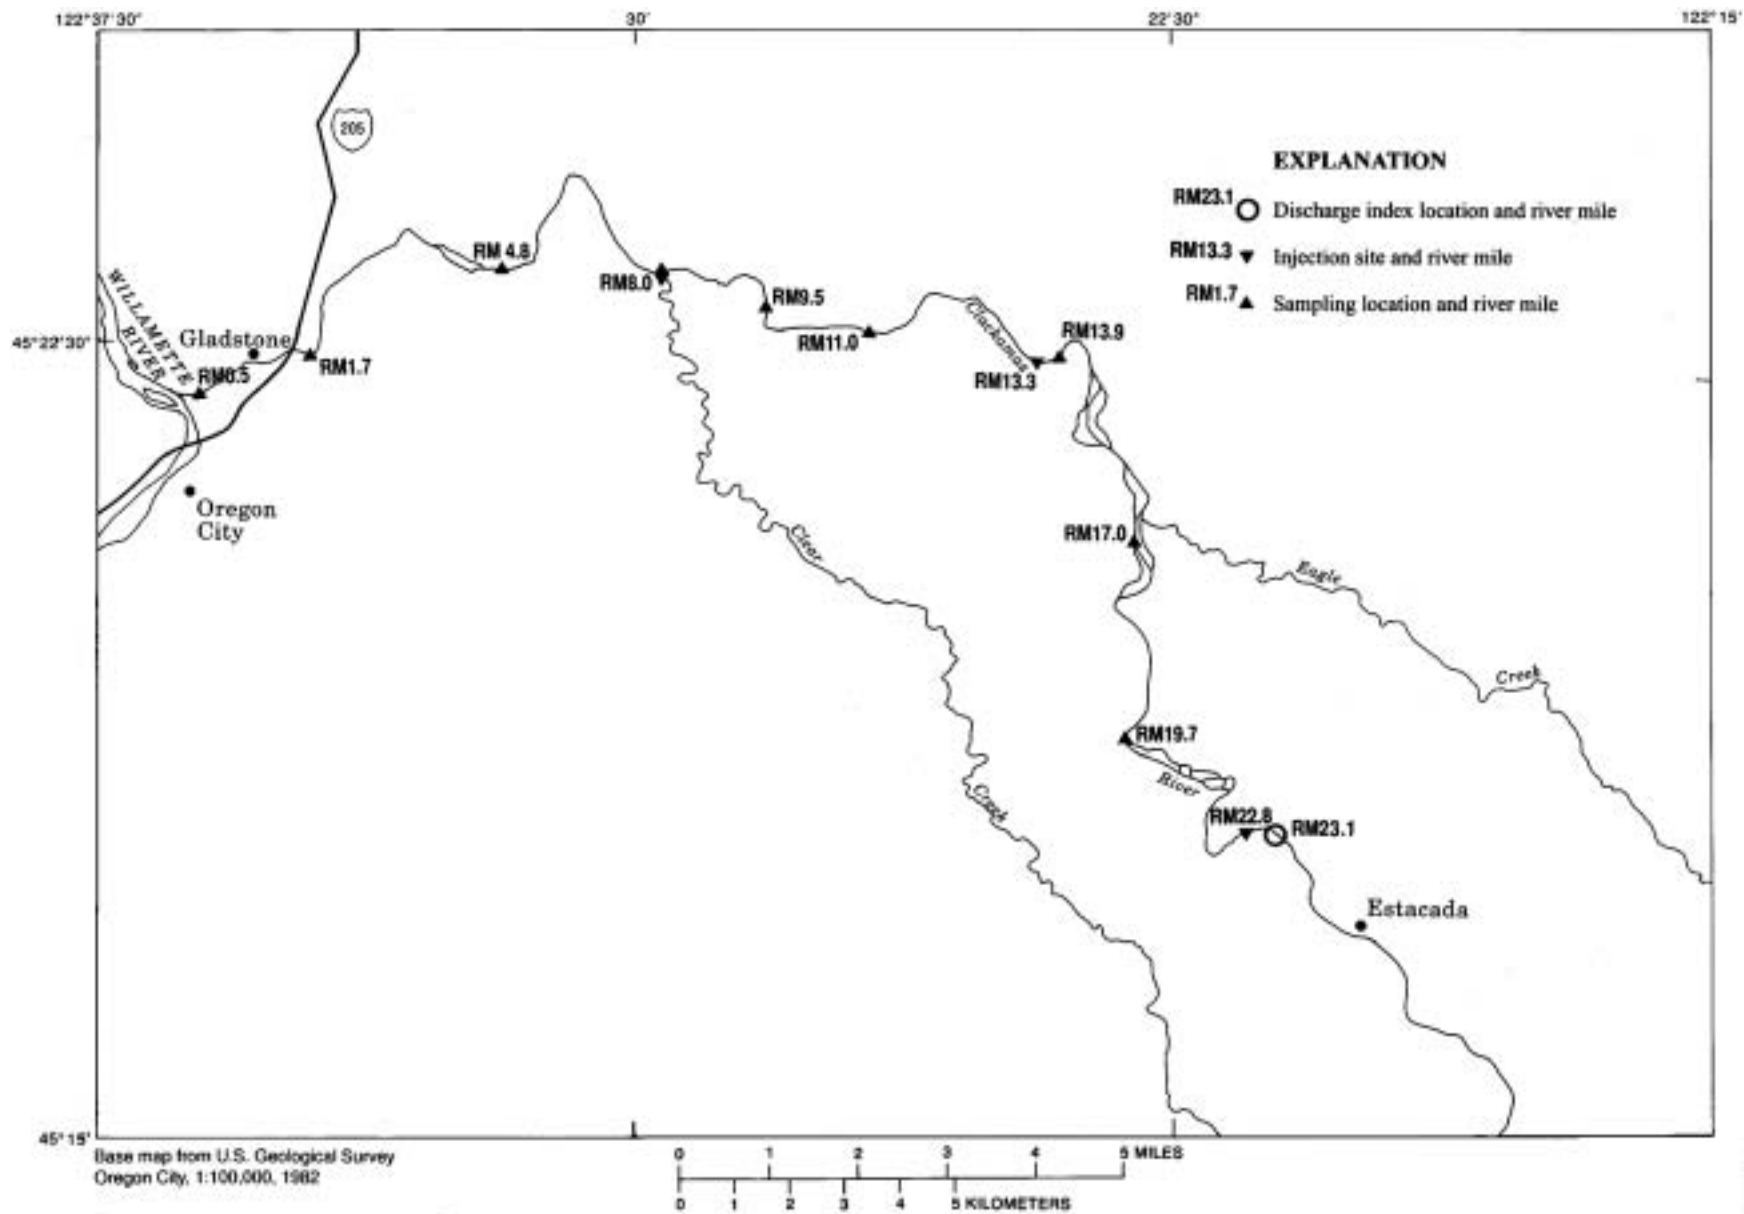 122°37'30"
30'
22'30"
122°15'
205
EXPLANATION
RM23.1
Discharge index location and river mile
RM13.3
Injection site and river mile
RM1.7
Sampling location and river mile
RM 4.8
RM8.0
RM9.5
RM11.0
Clackamas
RM13.9
RM13.3
WILLAMETTE
RIVER
45°22'30"
Gladstone
RM1.7
RM0.5
Oregon
City
Clear
RM17.0
Eagle
Creek
RM19.7
River
Creek
RM22.8
RM23.1
Estacada
45°15'
Base map from U.S. Geological Survey
Oregon City, 1:100,000, 1982
0 1 2 3 4 5 MILES
0 1 2 3 4 5 KILOMETERS